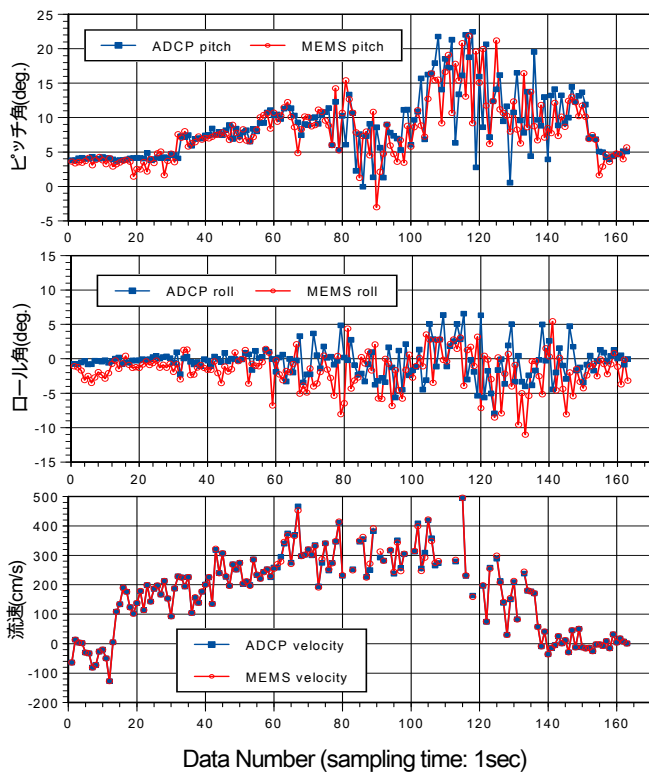 25
20
15
10
5
0
-5
ピッチ角(deg.)
ADCP pitch MEMS pitch
0 20 40 60 80 100 120 140 160
15
10
5
0
-5
-10
-15
ロール角(deg.)
ADCP roll MEMS roll
0 20 40 60 80 100 120 140 160
500
400
300
200
100
0
-100
-200
流速(cm/s)
ADCP velocity
MEMS velocity
0 20 40 60 80 100 120 140 160
Data Number (sampling time: 1sec)